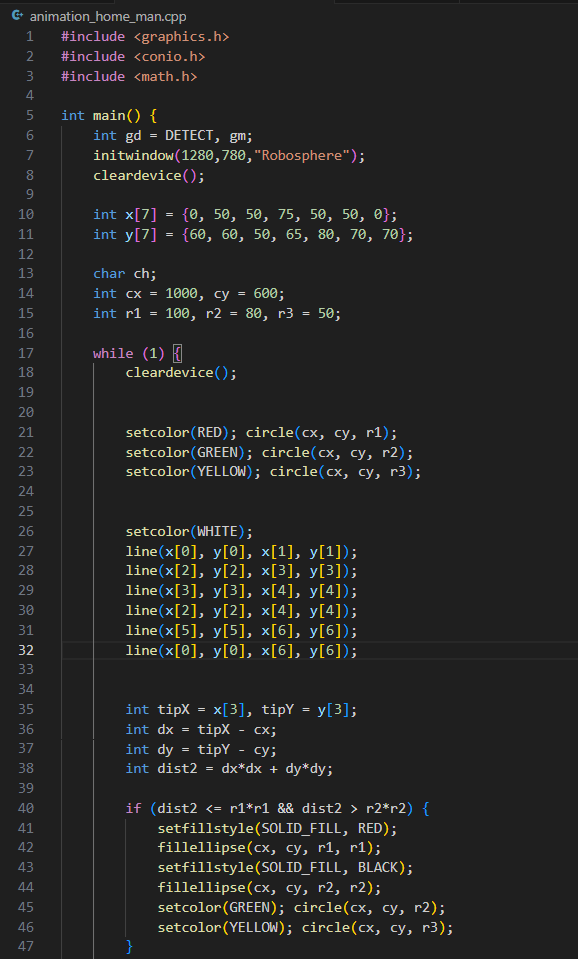 animation_home_man.cpp
1 #include <graphics.h>
2 #include <conio.h>
3 #include <math.h>
4
5 int main() {
6 int gd = DETECT, gm;
7 initwindow(1280,780,"Robosphere");
8 cleardevice();
9
10 int x[7] = {0, 50, 50, 75, 50, 50, 0};
11 int y[7] = {60, 60, 50, 65, 80, 70, 70};
12
13 char ch;
14 int cx = 1000, cy = 600;
15 int r1 = 100, r2 = 80, r3 = 50;
16
17 while (1) {
18 cleardevice();
19
20
21 setcolor(RED); circle(cx, cy, r1);
22 setcolor(GREEN); circle(cx, cy, r2);
23 setcolor(YELLOW); circle(cx, cy, r3);
24
25
26 setcolor(WHITE);
27 line(x[0], y[0], x[1], y[1]);
28 line(x[2], y[2], x[3], y[3]);
29 line(x[3], y[3], x[4], y[4]);
30 line(x[2], y[2], x[4], y[4]);
31 line(x[5], y[5], x[6], y[6]);
32 line(x[0], y[0], x[6], y[6]);
33
34
35 int tipX = x[3], tipY = y[3];
36 int dx = tipX - cx;
37 int dy = tipY - cy;
38 int dist2 = dx*dx + dy*dy;
39
40 if (dist2 <= r1*r1 && dist2 > r2*r2) {
41 setfillstyle(SOLID_FILL, RED);
42 fillellipse(cx, cy, r1, r1);
43 setfillstyle(SOLID_FILL, BLACK);
44 fillellipse(cx, cy, r2, r2);
45 setcolor(GREEN); circle(cx, cy, r2);
46 setcolor(YELLOW); circle(cx, cy, r3);
47 }